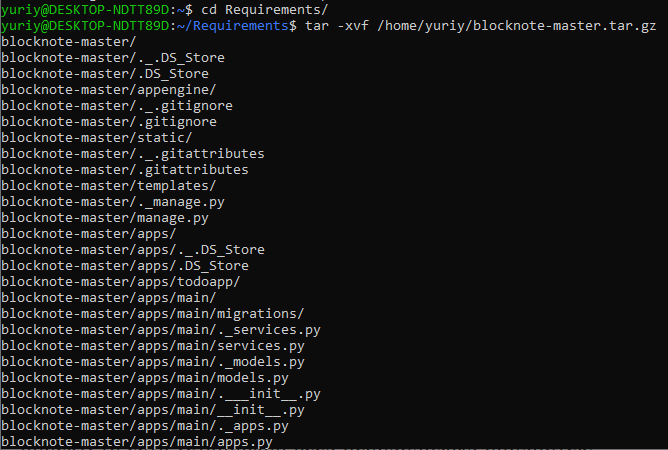 yuriy@DESKTOP-NDTT89D:~$ cd Requirements/
yuriy@DESKTOP-NDTT89D:~/Requirements$ tar -xvf /home/yuriy/blocknote-master.tar.gz
blocknote-master/
blocknote-master/._.DS_Store
blocknote-master/.DS_Store
blocknote-master/appengine/
blocknote-master/._.gitignore
blocknote-master/.gitignore
blocknote-master/static/
blocknote-master/._.gitattributes
blocknote-master/.gitattributes
blocknote-master/templates/
blocknote-master/._manage.py
blocknote-master/manage.py
blocknote-master/apps/
blocknote-master/apps/._.DS_Store
blocknote-master/apps/.DS_Store
blocknote-master/apps/todoapp/
blocknote-master/apps/main/
blocknote-master/apps/main/migrations/
blocknote-master/apps/main/._services.py
blocknote-master/apps/main/services.py
blocknote-master/apps/main/._models.py
blocknote-master/apps/main/models.py
blocknote-master/apps/main/.___init__.py
blocknote-master/apps/main/__init__.py
blocknote-master/apps/main/._apps.py
blocknote-master/apps/main/apps.py